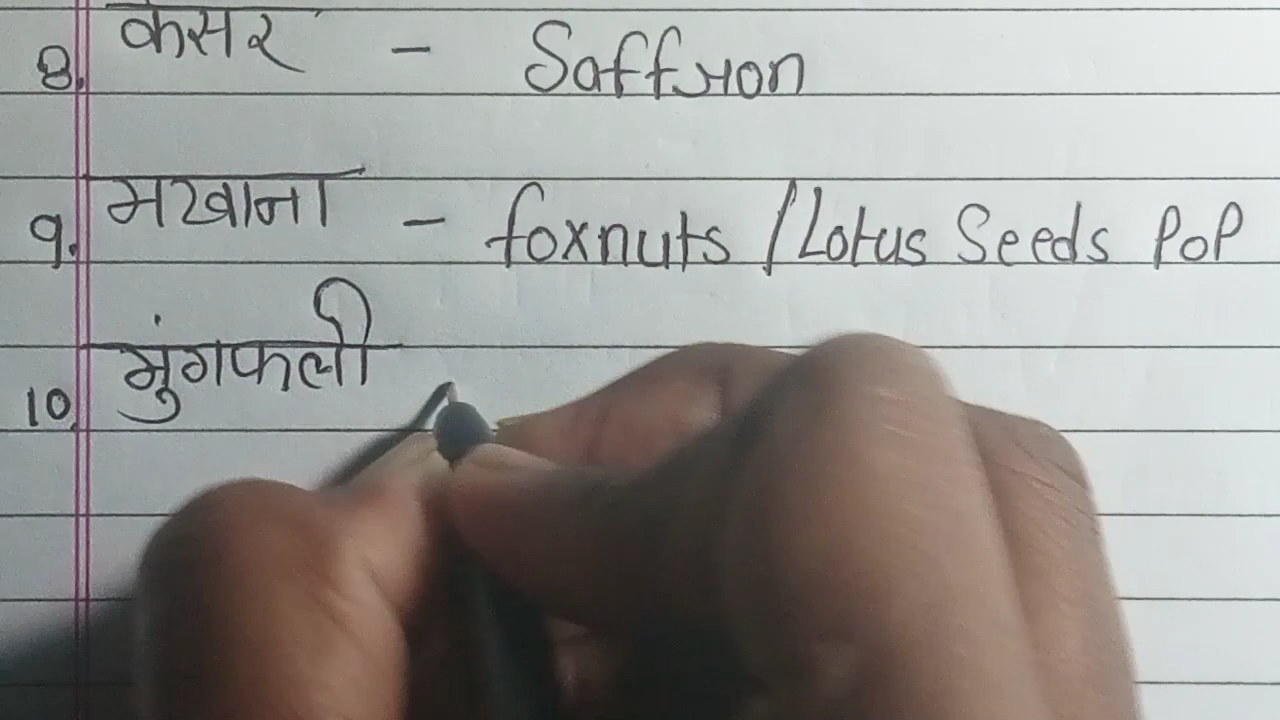 8. केसर - Saffron
9. मखाना - foxnuts / Lotus Seeds PoP
10. मुंगफली